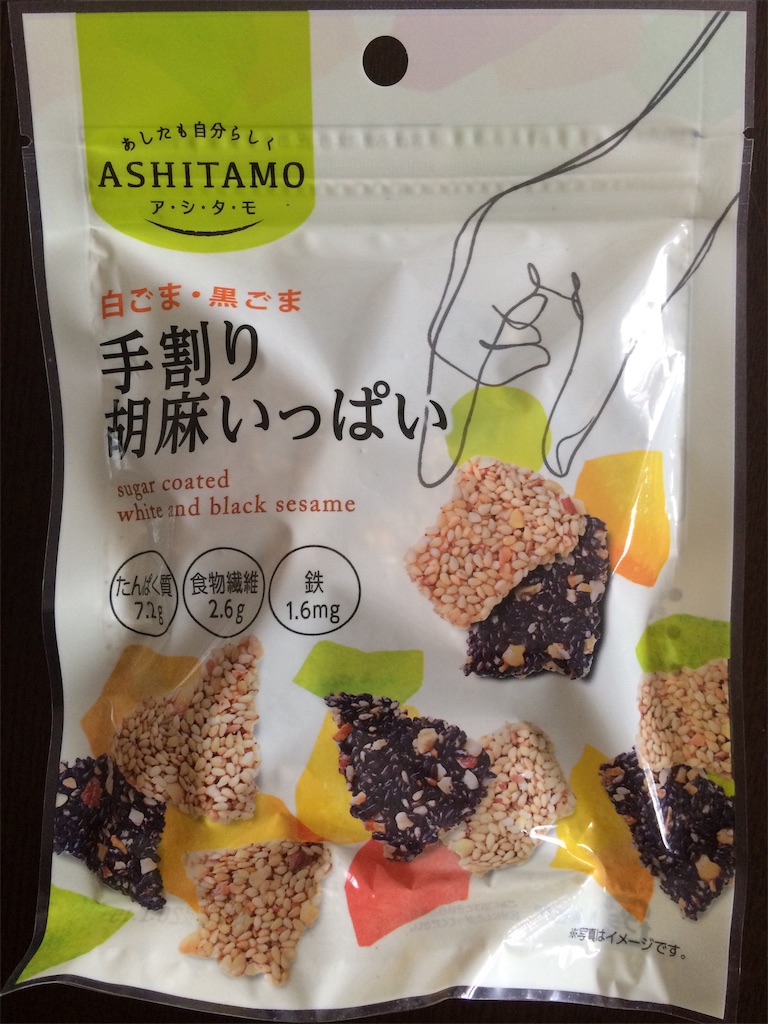 あしたも自分らしく
ASHITAMO
ア・シ・タ・モ
白ごま・黒ごま
手割り
胡麻いっぱい
sugar coated
white and black sesame
たんぱく質
7.2g
食物繊維
2.6g
鉄
1.6mg
※写真はイメージです。